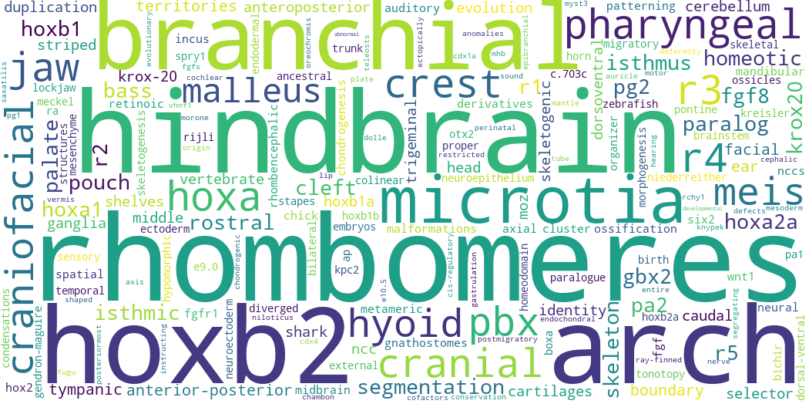 duplication
territories
anteroposterior
auditory
evolution
myst3
patterning
cerebellum
hoxb1
branchial
pharyngeal
striped
evolutionary
incus
spry1
fgfs
endodermal
oreochromis
trunk
teleosts
ectopically
abnormal
cdx1a
mhb
epibranchial
anomalies
horn
migratory
skeletal
homeotic
jaw
krox-20
cochlear
ancestral
plate
sound
isthmus
deformity
mandibular
saxatilis
lockjaw
bass
malleus
crest
c.703c
auricle
motor
ossicles
r1
pg2
r3
fgf8
krox20
meckel
ra
retinoic
vhnf1
morone
chondrogenesis
derivatives
dorsoventral
zebrafish
mantle
pontine
kreisler
pg1
structures
mesenchyme
r2
origin
rijli
hindbrain
dolle
perinatal
otx2
proper
restricted
organizer
r4
paralog
brainstem
craniofacial
palate
skeletogenesis
rhombencephalic
trigeminal
head
skeletogenic
tube
hearing
facial
cephalic
pouch
vertebrate
lip
colinear
neuroepithelium
morphogenesis
ear
niederreither
nccs
vermis
shelves
hoxa
cleft
microtia
rchy1
meis
hoxa1
stapes
hoxa1b
moz
developmental
mesoderm
ganglia
middle
ectoderm
rostral
chick
hoxb1b
malformations
axial
cluster
ossification
six2
defects
knypek
hoxa2a
embryos
sensory
axis
hypomorphic
e9.0
chondrogenic
rhombomeres
bilateral
ap
kpc2
cis-regulatory
gastrulation
homeodomain
paralogue
birth
entire
wnt1
pa1
spatial
temporal
gbx2
condensations
gendron-maguire
shaped
isthmic
fgfr1
e10.5
metameric
identity
endochondral
pa2
hoxb2a
caudal
neural
segregating
posteriormost
instructing
neuroectoderm
diverged
niloticus
hoxb2
shark
cdx4
hyoid
pbx
gnathostomes
postmigratory
boxa
skeleton
arch
fgf
ray-finned
nerve
r5
bichir
dorsal-ventral
fugu
ncc
external
cranial
tonotopy
hox2
tympanic
anterior-posterior
midbrain
chambon
segmentation
cofactors
conservation
cartilages
boundary
selector